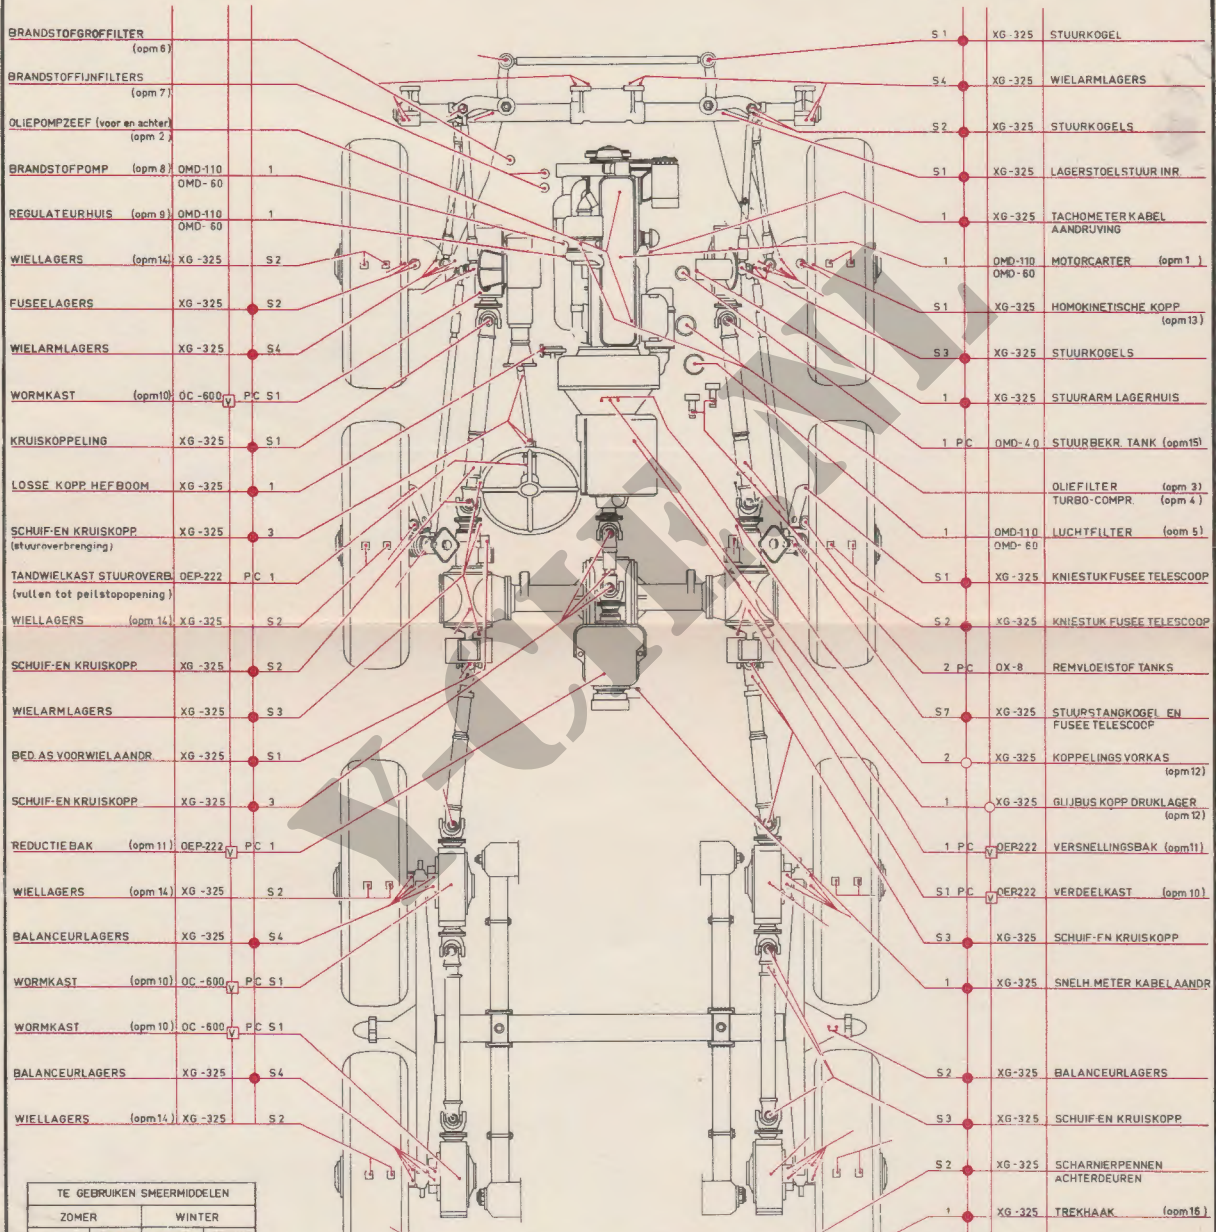 BRANDSTOFGROFFILTER
(opm 6)
BRANDSTOFFIJNFILTERS
(opm 7)
OLIEPOMPZEEF (voor en achter)
(opm 2)
BRANDSTOFPOMP (opm 8) OMD-110 1
OMD-60
REGULATEURHUIS (opm 9) OMD-110 1
OMD-60
WIELLAGERS (opm 14) XG-325 S2
FUSEELAGERS XG-325 S2
WIELARMLAGERS XG-325 S4
WORMKAST (opm10) OC-600 V PC S1
KRUISKOPPELING XG-325 S1
LOSSE KOPP. HEFBOOM XG-325 1
SCHUIF-EN KRUISKOPP. XG-325 3
(stuuroverbrenging)
TANDWIELKAST STUUROVERB. OEP-222 PC 1
(vullen tot peilstopopening)
WIELLAGERS (opm 14) XG-325 S2
SCHUIF-EN KRUISKOPP. XG-325 S2
WIELARMLAGERS XG-325 S3
BED. AS VOORWIELAANDR. XG-325 S1
SCHUIF-EN KRUISKOPP. XG-325 3
REDUCTIEBAK (opm 11) OEP-222 V PC 1
WIELLAGERS (opm 14) XG-325 S2
BALANCEURLAGERS XG-325 S4
WORMKAST (opm 10) OC-600 V PC S1
WORMKAST (opm 10) OC-600 V PC S1
BALANCEURLAGERS XG-325 S4
WIELLAGERS (opm14) XG-325 S2
TE GEBRUIKEN SMEERMIDDELEN
ZOMER WINTER
S1 XG-325 STUURKOGEL
S4 XG-325 WIELARMLAGERS
S2 XG-325 STUURKOGELS
S1 XG-325 LAGERSTOELSTUUR INR.
1 XG-325 TACHOMETERKABEL
AANDRIJVING
1 OMD-110 MOTORCARTER (opm 1)
OMD-60
S1 XG-325 HOMOKINETISCHE KOPP.
(opm 13)
S3 XG-325 STUURKOGELS
1 XG-325 STUURARM LAGERHUIS
1 PC OMD-40 STUURBEKR. TANK (opm15)
OLIEFILTER (opm 3)
TURBO-COMPR. (opm 4)
1 OMD-110 LUCHTFILTER (opm 5)
OMD-60
S1 XG-325 KNIESTUK FUSEE TELESCOOP
S2 XG-325 KNIESTUK FUSEE TELESCOOP
2 PC OX-8 REMVLOEISTOF TANKS
S7 XG-325 STUURSTANGKOGEL EN
FUSEE TELESCOOP
2 XG-325 KOPPELINGSVORKAS
(opm 12)
1 XG-325 GLIJBUS KOPP. DRUKLAGER
(opm 12)
1 PC V OEP222 VERSNELLINGSBAK (opm11)
S1 PC V OEP222 VERDEELKAST (opm 10)
S3 XG-325 SCHUIF-EN KRUISKOPP.
1 XG-325 SNELH. METER KABELAANDR.
S2 XG-325 BALANCEURLAGERS
S3 XG-325 SCHUIF-EN KRUISKOPP.
S2 XG-325 SCHARNIERPENNEN
ACHTERDEUREN
1 XG-325 TREKHAAK (opm 16)